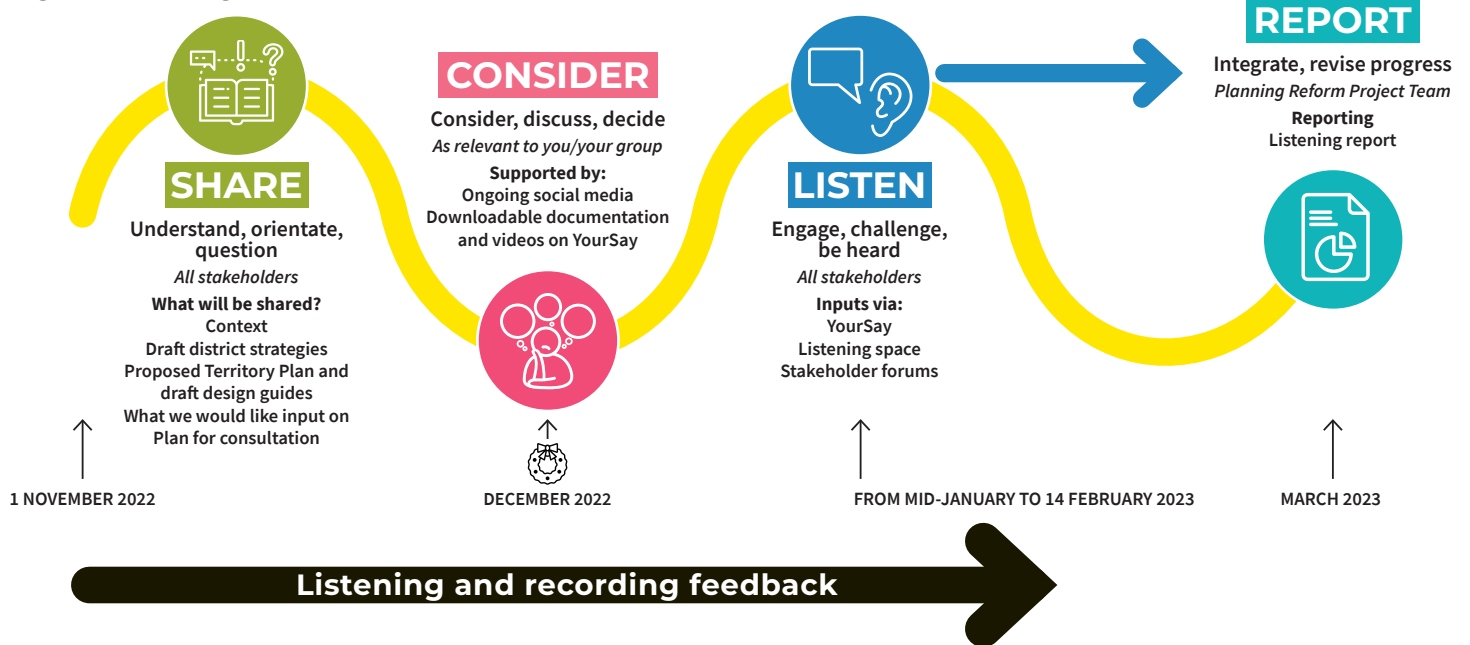 SHARE
Understand, orientate,
question
All stakeholders
What will be shared?
Context
Draft district strategies
Proposed Territory Plan and
draft design guides
What we would like input on
Plan for consultation
CONSIDER
Consider, discuss, decide
As relevant to you/your group
Supported by:
Ongoing social media
Downloadable documentation
and videos on YourSay
LISTEN
Engage, challenge,
be heard
All stakeholders
Inputs via:
YourSay
Listening space
Stakeholder forums
REPORT
Integrate, revise progress
Planning Reform Project Team
Reporting
Listening report
1 NOVEMBER 2022
DECEMBER 2022
FROM MID-JANUARY TO 14 FEBRUARY 2023
MARCH 2023
Listening and recording feedback